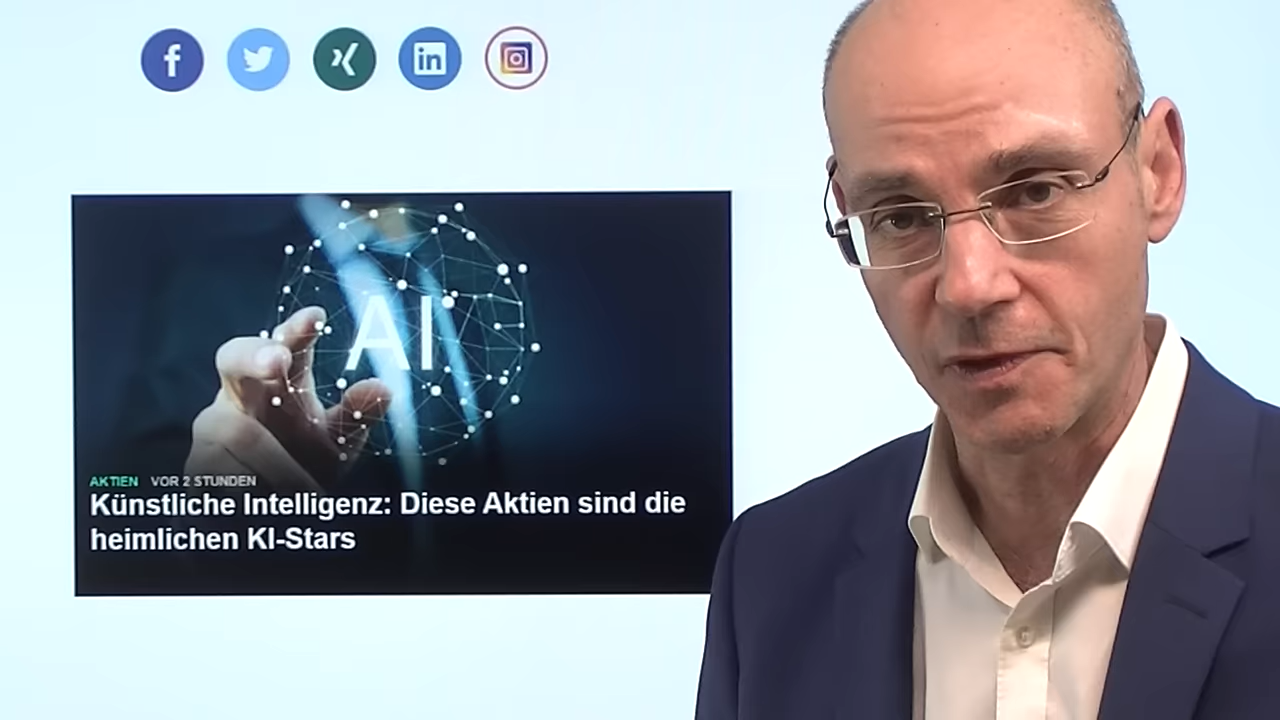 AI
AKTIEN VOR 2 STUNDEN
Künstliche Intelligenz: Diese Aktien sind die
heimlichen KI-Stars